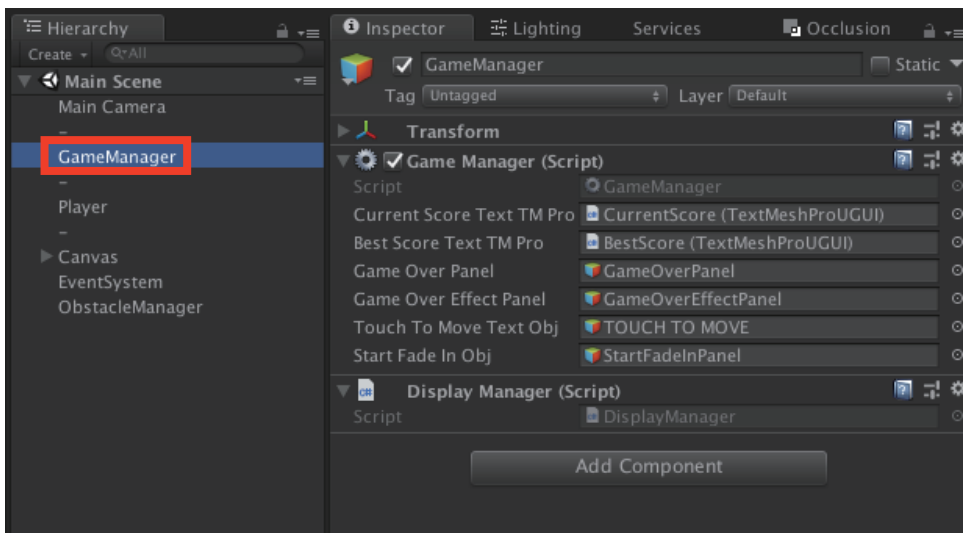 Hierarchy
Create
All
Main Scene
Main Camera
–
GameManager
–
Player
–
Canvas
EventSystem
ObstacleManager
Inspector Lighting Services Occlusion
GameManager Static
Tag Untagged Layer Default
Transform
Game Manager (Script)
Script GameManager
Current Score Text TM Pro CurrentScore (TextMeshProUGUI)
Best Score Text TM Pro BestScore (TextMeshProUGUI)
Game Over Panel GameOverPanel
Game Over Effect Panel GameOverEffectPanel
Touch To Move Text Obj TOUCH TO MOVE
Start Fade In Obj StartFadeInPanel
C# Display Manager (Script)
Script DisplayManager
Add Component